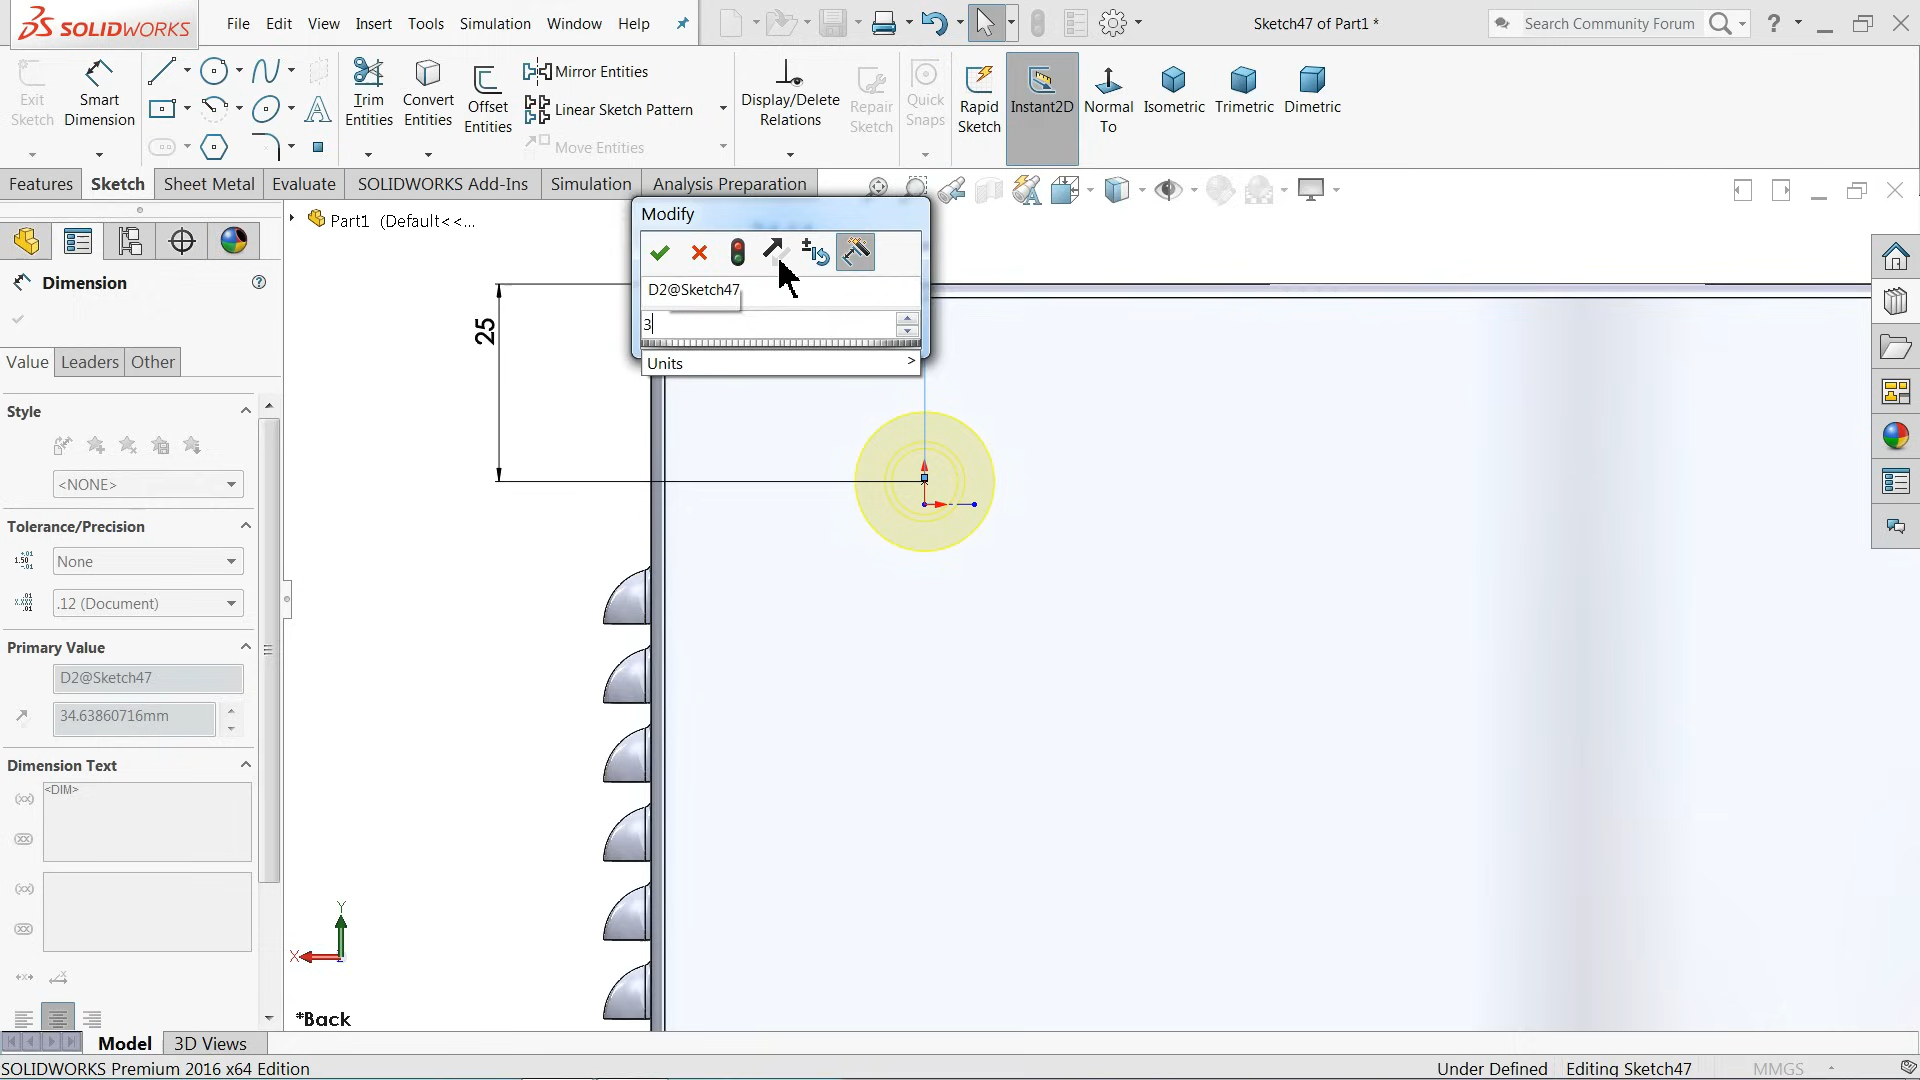 SOLIDWORKS
File Edit View Insert Tools Simulation Window Help
Sketch47 of Part1 *
Search Community Forum
?
Exit Sketch
Smart Dimension
Trim Entities
Convert Entities
Offset Entities
Mirror Entities
Linear Sketch Pattern
Move Entities
Display/Delete Relations
Repair Sketch
Quick Snaps
Rapid Sketch
Instant2D
Normal To
Isometric
Trimetric
Dimetric
Features Sketch Sheet Metal Evaluate SOLIDWORKS Add-Ins Simulation Analysis Preparation
Part1 (Default<<...
Modify
D2@Sketch47
3
Units >
25
Dimension
Value Leaders Other
Style
<NONE>
Tolerance/Precision
None
.12 (Document)
Primary Value
D2@Sketch47
34.63860716mm
Dimension Text
<DIM>
Y
X
*Back
Model 3D Views
SOLIDWORKS Premium 2016 x64 Edition
Under Defined Editing Sketch47 MMGS